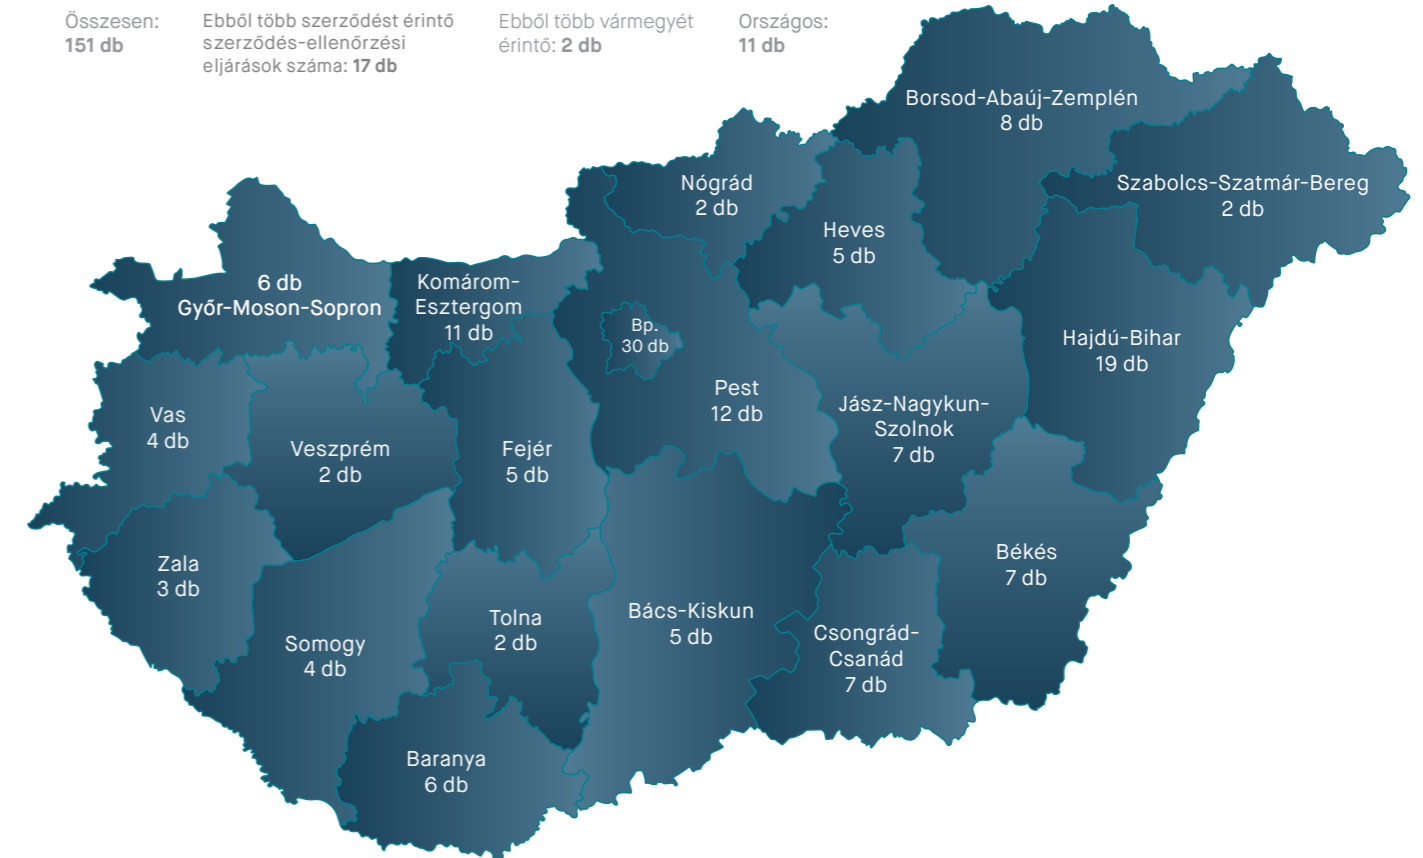 Összesen:
151 db
Ebből több szerződést érintő
szerződés-ellenőrzési
eljárások száma: 17 db
Ebből több vármegyét
érintő: 2 db
Országos:
11 db
Borsod-Abaúj-Zemplén
8 db
Szabolcs-Szatmár-Bereg
2 db
Nógrád
2 db
Heves
5 db
6 db
Győr-Moson-Sopron
Komárom-
Esztergom
11 db
Bp.
30 db
Hajdú-Bihar
19 db
Pest
12 db
Jász-Nagykun-
Szolnok
7 db
Vas
4 db
Veszprém
2 db
Fejér
5 db
Zala
3 db
Békés
7 db
Somogy
4 db
Tolna
2 db
Bács-Kiskun
5 db
Csongrád-
Csanád
7 db
Baranya
6 db